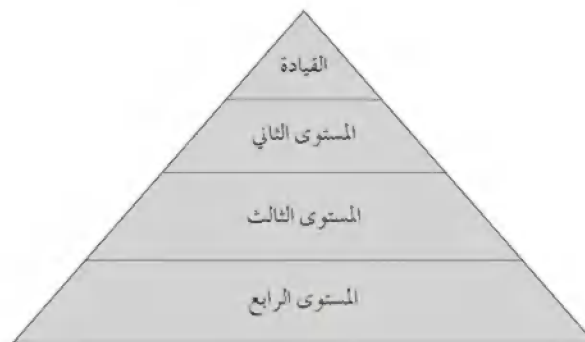 القيادة
المستوى الثاني
المستوى الثالث
المستوى الرابع